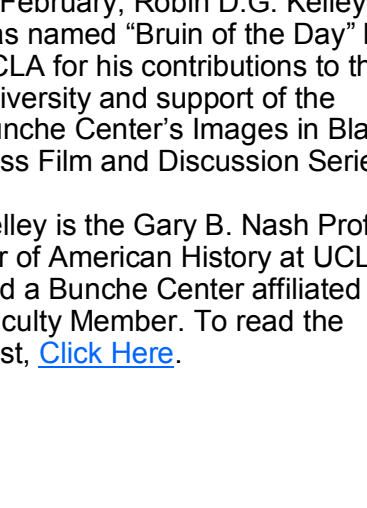 February, Robin D.G. Kelley
as named “Bruin of the Day”
CLA for his contributions to th
iversity and support of the
unche Center’s Images in Bla
ss Film and Discussion Serie
elley is the Gary B. Nash Prof
r of American History at UCL
d a Bunche Center affiliated
culty Member. To read the
st, Click Here.